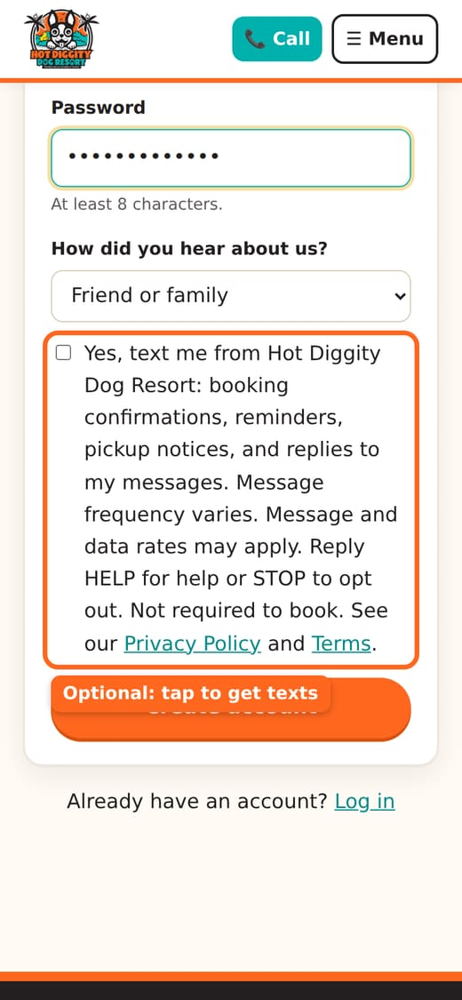 HOT DIGGITY
DOG RESORT
📞 Call
☰ Menu
Password
•••••••••••••
At least 8 characters.
How did you hear about us?
Friend or family
Yes, text me from Hot Diggity
Dog Resort: booking
confirmations, reminders,
pickup notices, and replies to
my messages. Message
frequency varies. Message and
data rates may apply. Reply
HELP for help or STOP to opt
out. Not required to book. See
our Privacy Policy and Terms.
Optional: tap to get texts
Already have an account? Log in